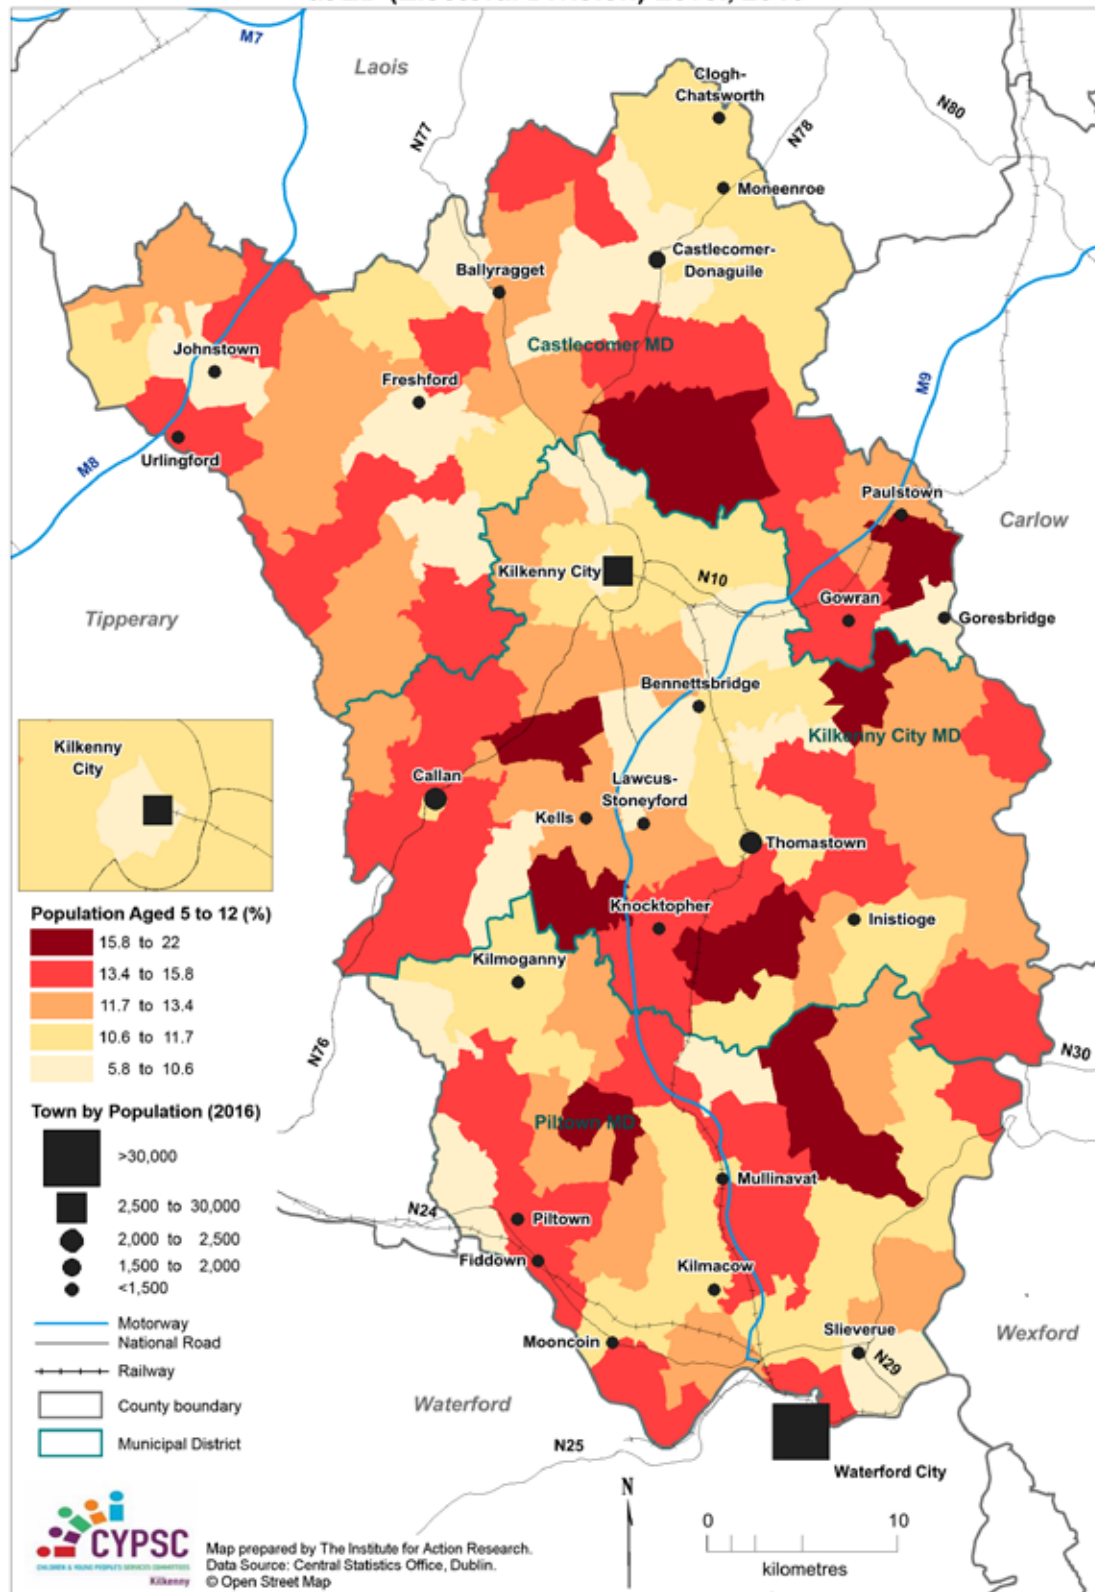 M7
Laois
Clogh-
Chatsworth
N80
N77
N78
Moneenroe
Castlecomer-
Donaguile
Ballyragget
Castlecomer MD
Johnstown
Freshford
M9
M8
Urlingford
Paulstown
Carlow
Kilkenny City
N10
Gowran
Goresbridge
Tipperary
Bennettsbridge
Kilkenny City MD
Kilkenny
City
Callan
Lawcus-
Stoneyford
Kells
Thomastown
Knocktopher
Inistioge
Kilmoganny
N76
N30
Piltown MD
Mullinavat
N24
Piltown
Fiddown
Kilmacow
Mooncoin
Slieverue
N29
Wexford
Waterford
N25
Waterford City
Population Aged 5 to 12 (%)
15.8 to 22
13.4 to 15.8
11.7 to 13.4
10.6 to 11.7
5.8 to 10.6
Town by Population (2016)
>30,000
2,500 to 30,000
2,000 to 2,500
1,500 to 2,000
<1,500
Motorway
National Road
Railway
County boundary
Municipal District
N
0 10
kilometres
CYPSC
CHILDREN & YOUNG PEOPLE'S SERVICES COMMITTEES
Kilkenny
Map prepared by The Institute for Action Research.
Data Source: Central Statistics Office, Dublin.
© Open Street Map